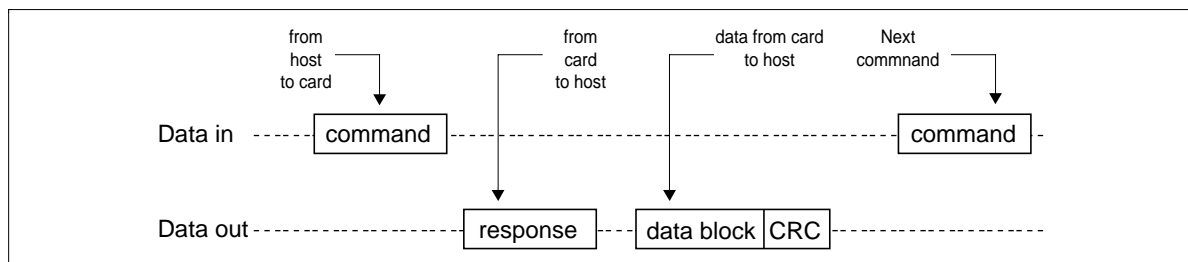 from
host
to card
from
card
to host
data from card
to host
Next
commnand
Data in
command
command
Data out
response
data block
CRC